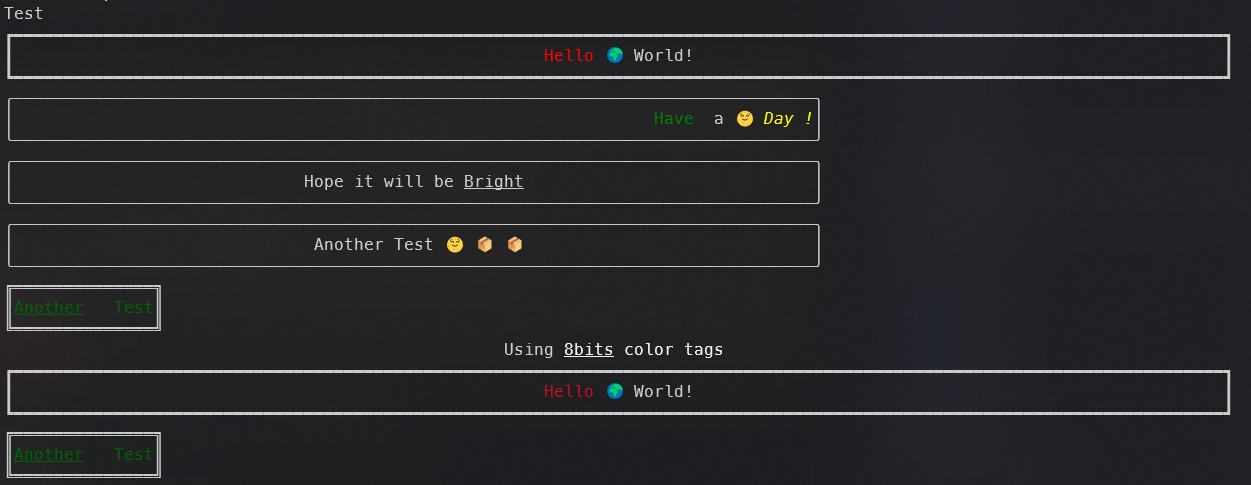 Test
Hello 🌍 World!
Have  a 😊 Day !
Hope it will be Bright
Another Test 😊 📦 📦
Another   Test
Using 8bits color tags
Hello 🌍 World!
Another   Test